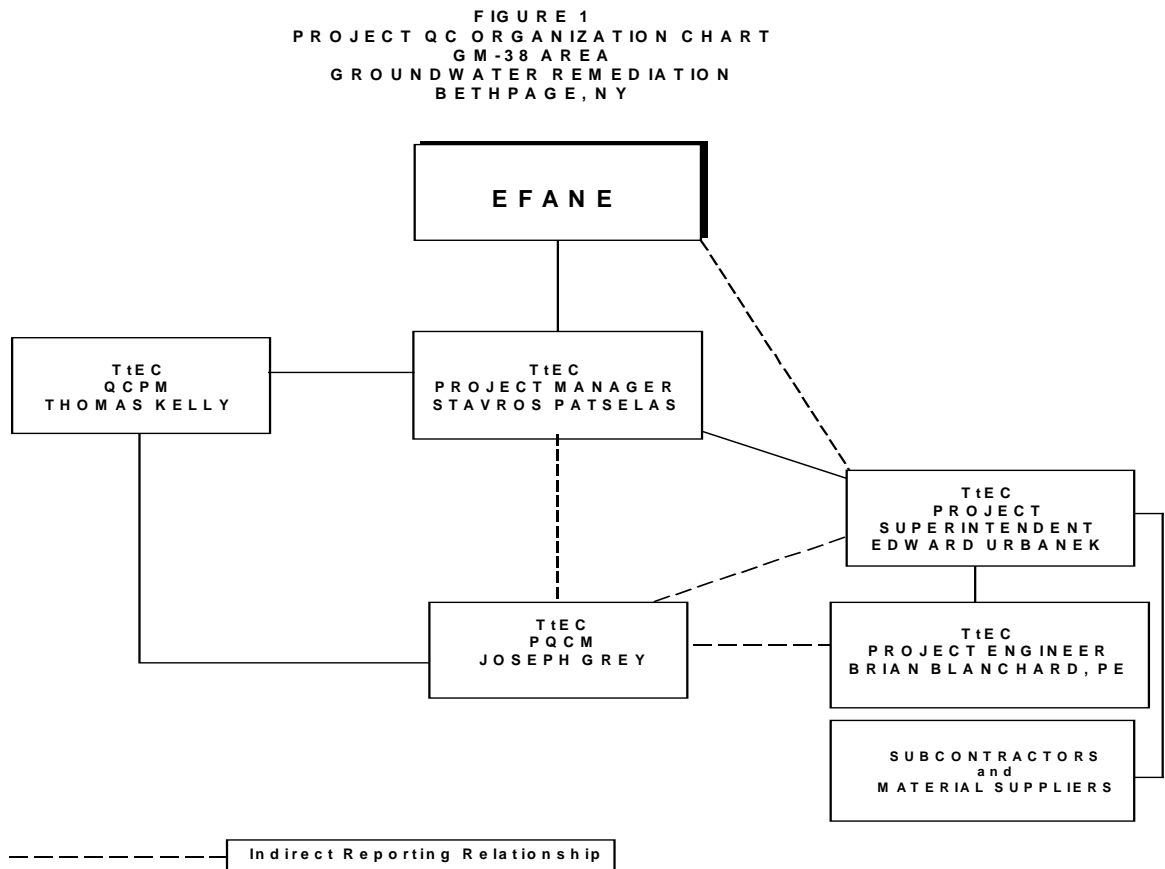 FIGURE 1
PROJECT QC ORGANIZATION CHART
GM-38 AREA
GROUNDWATER REMEDIATION
BETHPAGE, NY
EFANE
TtEC
QCPM
THOMAS KELLY
TtEC
PROJECT MANAGER
STAVROS PATSELAS
TtEC
PROJECT
SUPERINTENDENT
EDWARD URBANEK
TtEC
PQCM
JOSEPH GREY
TtEC
PROJECT ENGINEER
BRIAN BLANCHARD, PE
SUBCONTRACTORS
and
MATERIAL SUPPLIERS
Indirect Reporting Relationship